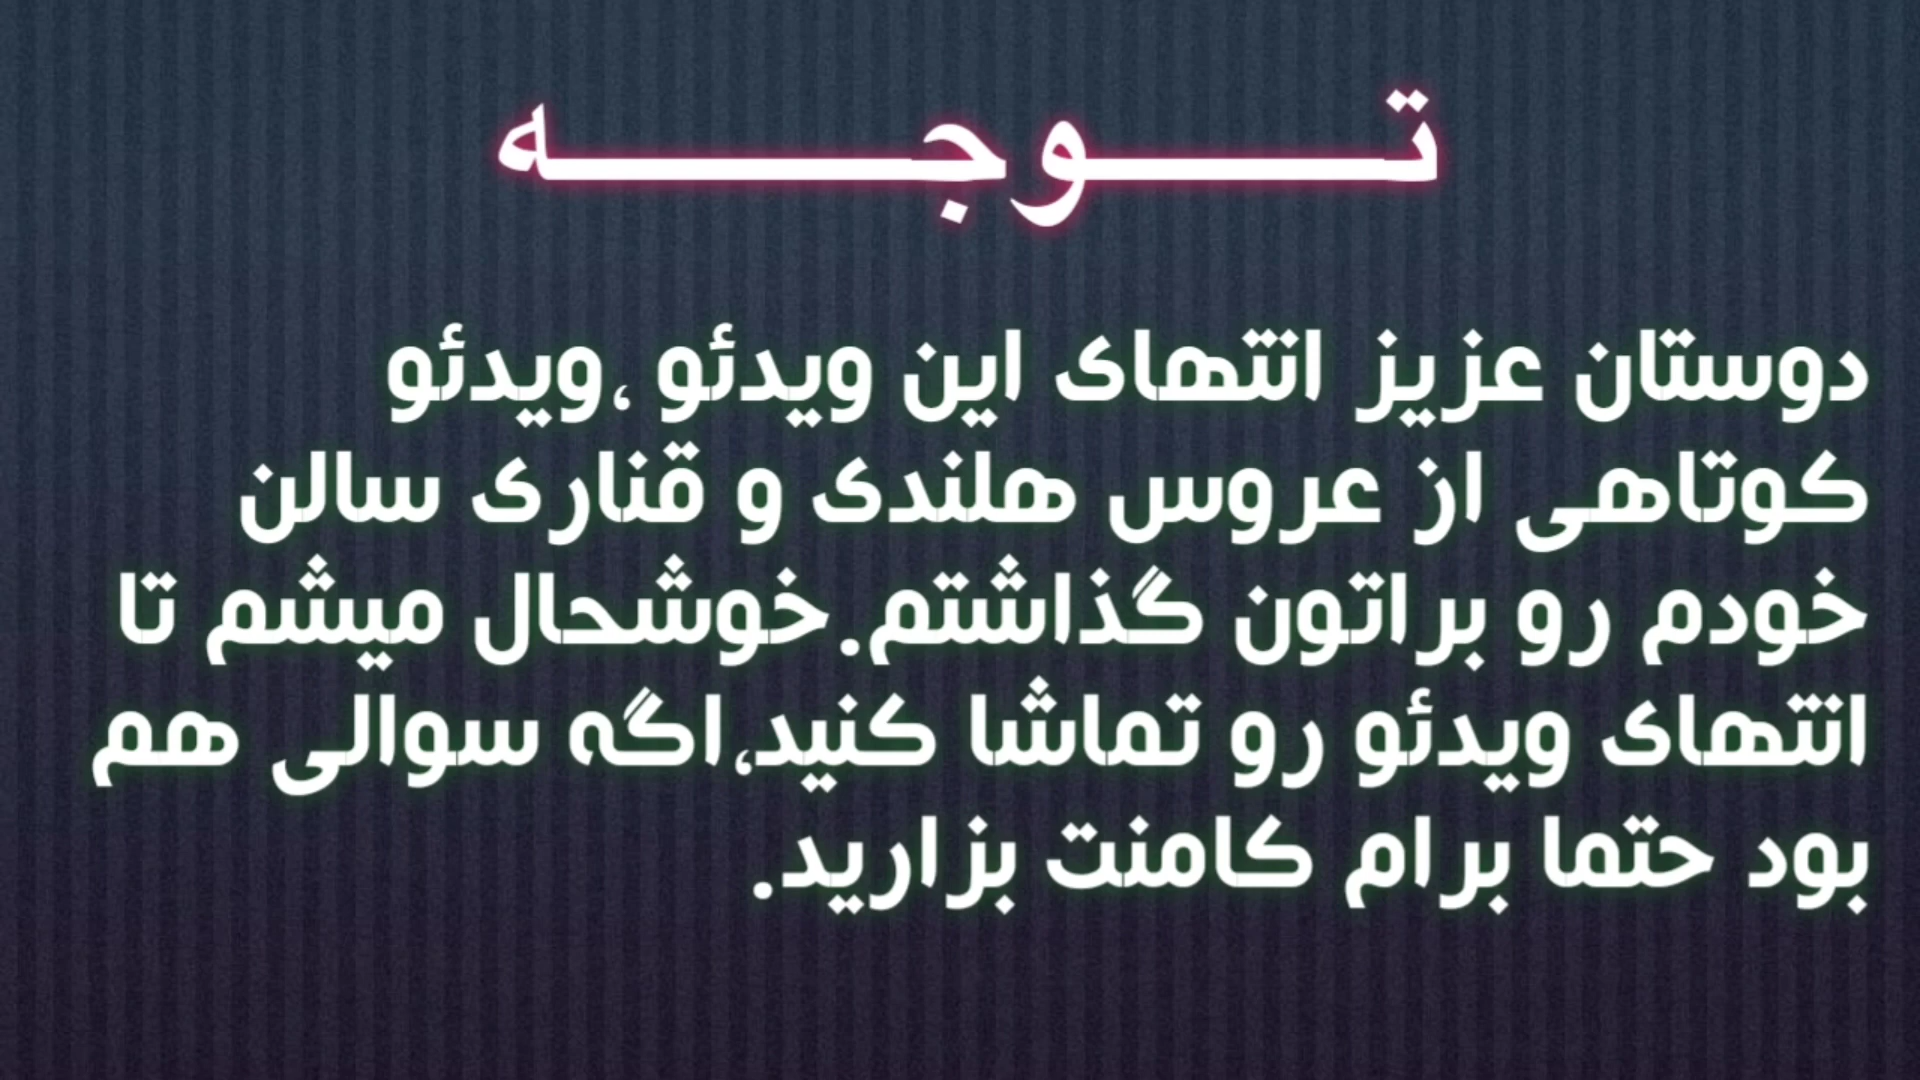 تـــوجـــه
دوستان عزیز انتهای این ویدئو ،ویدئو
کوتاهی از عروس هلندی و قناری سالن
خودم رو براتون گذاشتم.خوشحال میشم تا
انتهای ویدئو رو تماشا کنید،اگه سوالی هم
بود حتما برام کامنت بزارید.